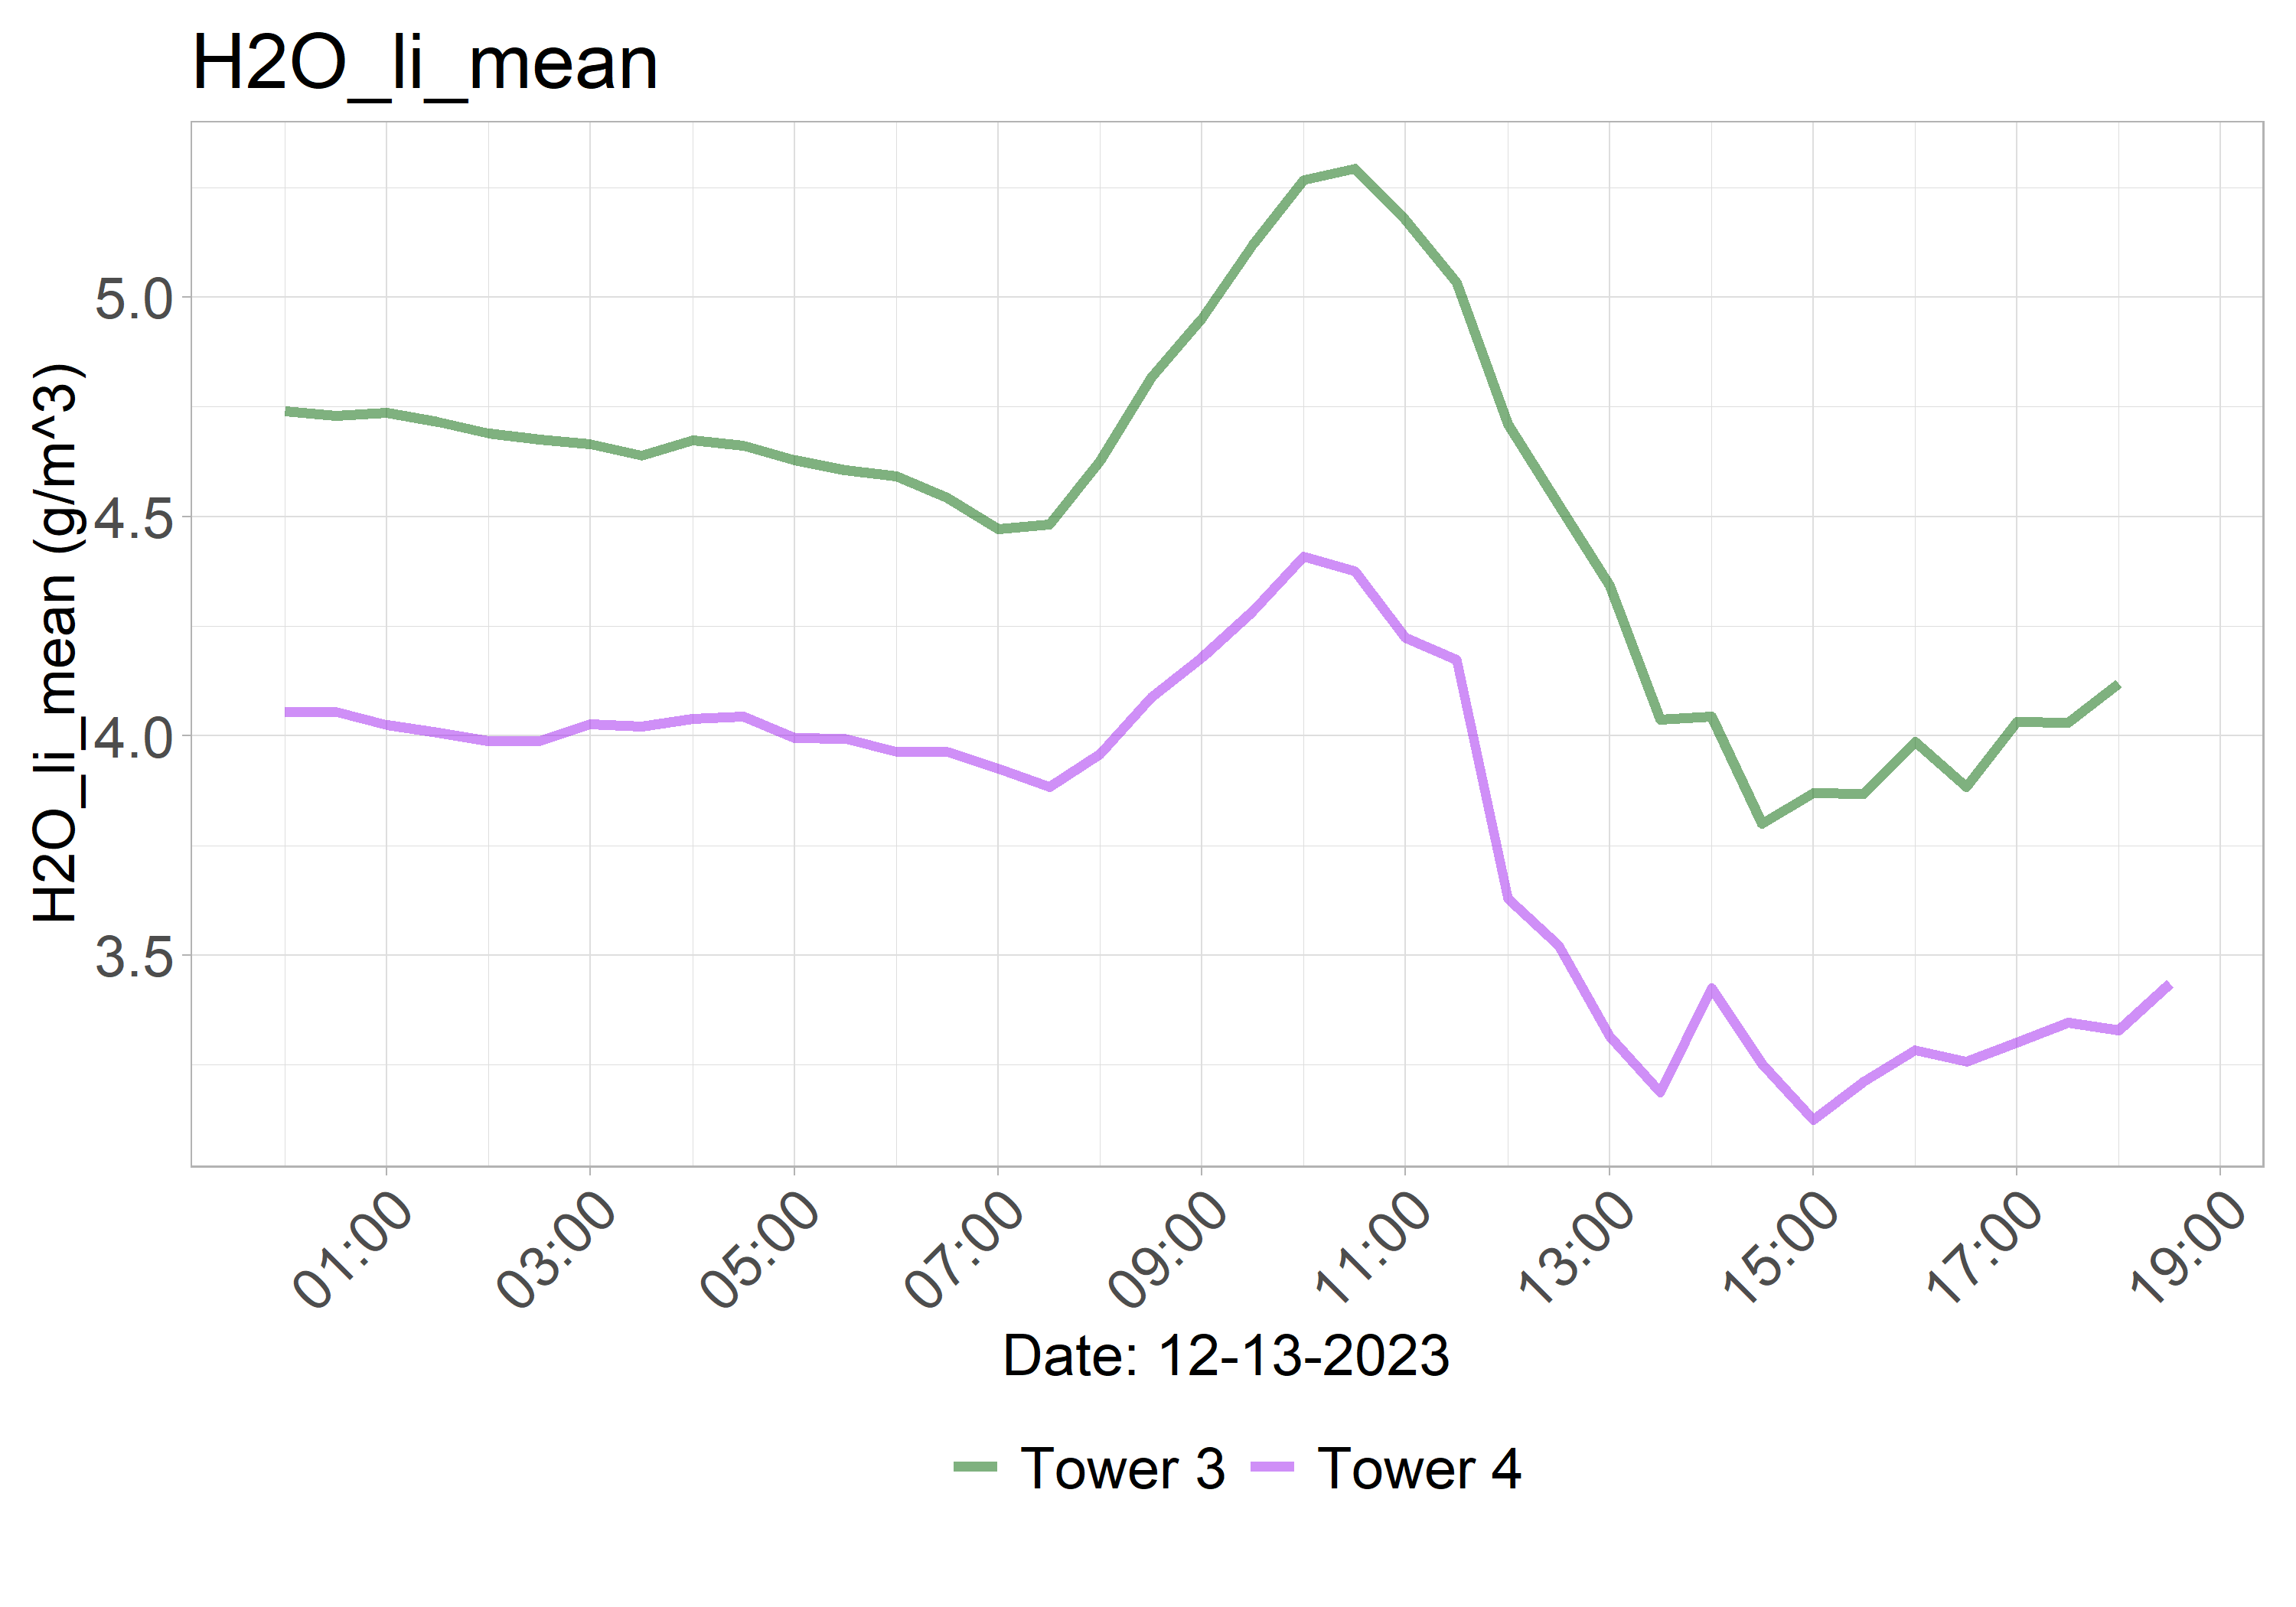 H2O_li_mean
H2O_li_mean (g/m^3)
5.0
4.5
4.0
3.5
01:00 03:00 05:00 07:00 09:00 11:00 13:00 15:00 17:00 19:00
Date: 12-13-2023
Tower 3 Tower 4